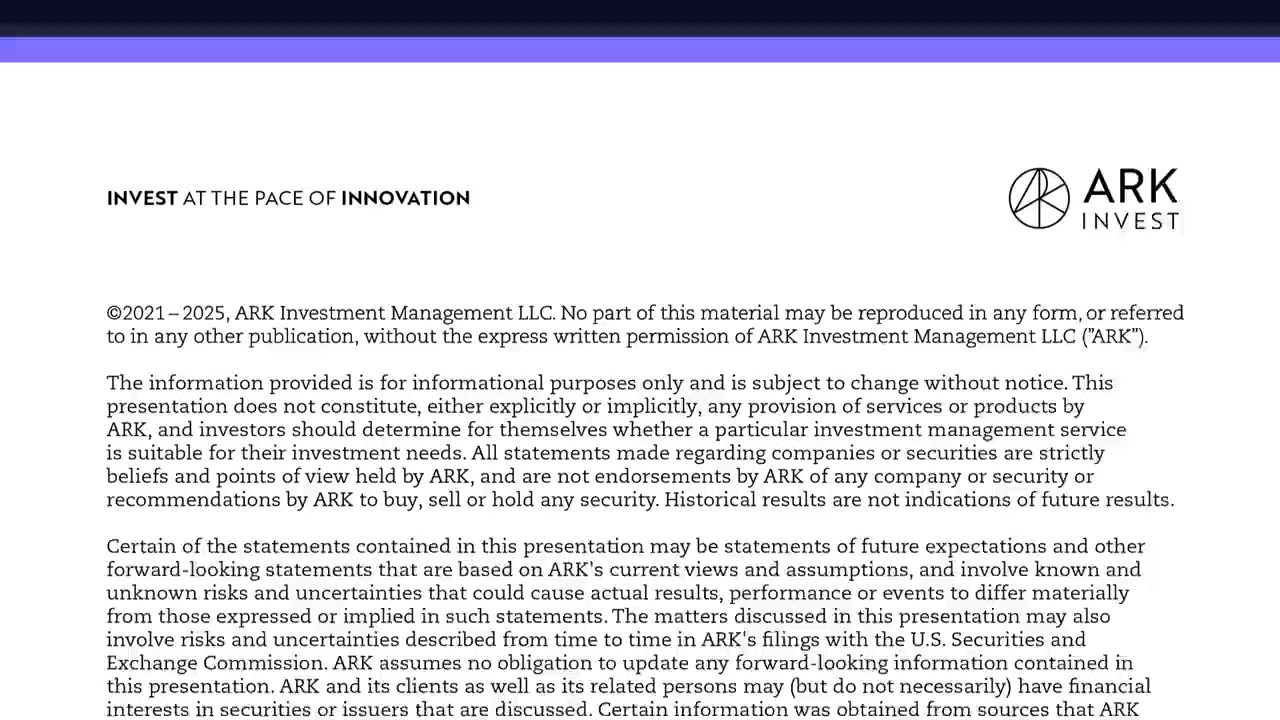 INVEST AT THE PACE OF INNOVATION
ARK
INVEST
©2021–2025, ARK Investment Management LLC. No part of this material may be reproduced in any form, or referred
to in any other publication, without the express written permission of ARK Investment Management LLC (”ARK”).
The information provided is for informational purposes only and is subject to change without notice. This
presentation does not constitute, either explicitly or implicitly, any provision of services or products by
ARK, and investors should determine for themselves whether a particular investment management service
is suitable for their investment needs. All statements made regarding companies or securities are strictly
beliefs and points of view held by ARK, and are not endorsements by ARK of any company or security or
recommendations by ARK to buy, sell or hold any security. Historical results are not indications of future results.
Certain of the statements contained in this presentation may be statements of future expectations and other
forward-looking statements that are based on ARK's current views and assumptions, and involve known and
unknown risks and uncertainties that could cause actual results, performance or events to differ materially
from those expressed or implied in such statements. The matters discussed in this presentation may also
involve risks and uncertainties described from time to time in ARK's filings with the U.S. Securities and
Exchange Commission. ARK assumes no obligation to update any forward-looking information contained in
this presentation. ARK and its clients as well as its related persons may (but do not necessarily) have financial
interests in securities or issuers that are discussed. Certain information was obtained from sources that ARK